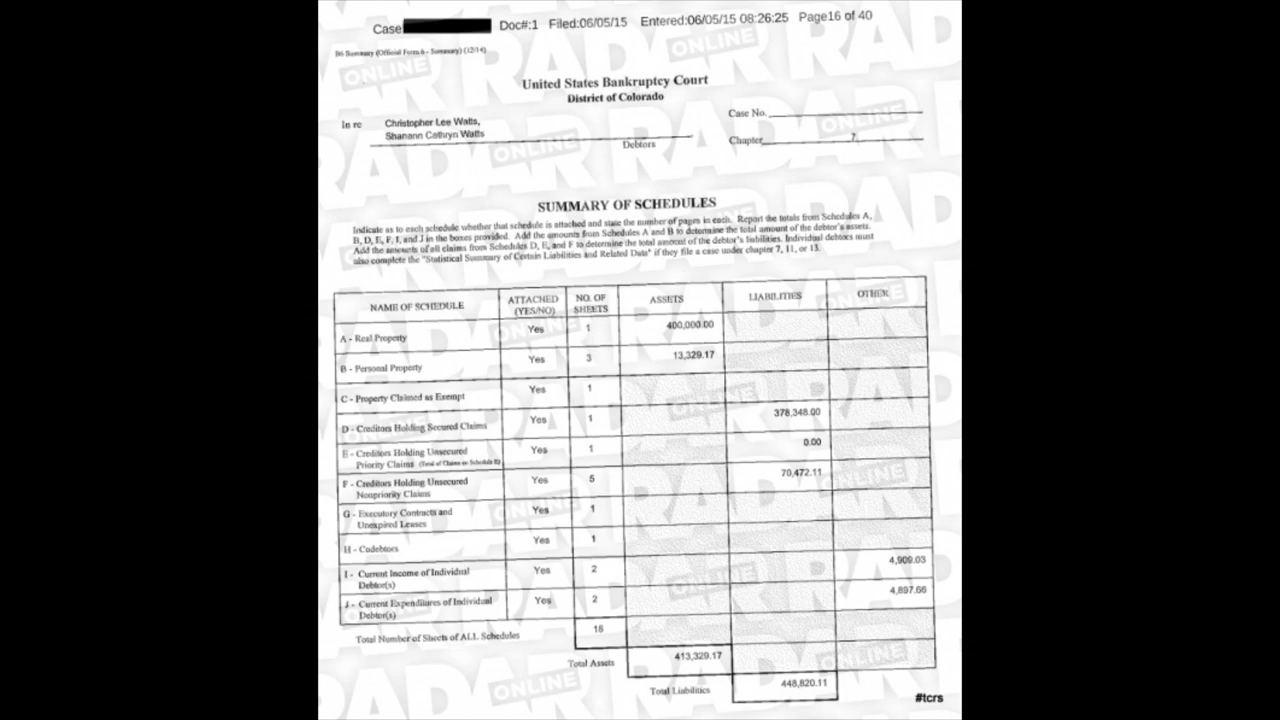 Case Doc#:1 Filed:06/05/15 Entered:06/05/15 08:26:25 Page16 of 40
B6 Summary (Official Form 6 - Summary) (12/14)
United States Bankruptcy Court
District of Colorado
In re Christopher Lee Watts,
Shanann Cathryn Watts
Debtors
Case No.
Chapter 7
SUMMARY OF SCHEDULES
Indicate as to each schedule whether that schedule is attached and state the number of pages in each. Report the totals from Schedules A,
B, D, E, F, I, and J in the boxes provided. Add the amounts from Schedules A and B to determine the total amount of the debtor's assets.
Add the amounts of all claims from Schedules D, E, and F to determine the total amount of the debtor's liabilities. Individual debtors must
also complete the "Statistical Summary of Certain Liabilities and Related Data" if they file a case under chapter 7, 11, or 13.
NAME OF SCHEDULE ATTACHED (YES/NO) NO. OF SHEETS ASSETS LIABILITIES OTHER
A - Real Property Yes 1 400,000.00
B - Personal Property Yes 3 13,329.17
C - Property Claimed as Exempt Yes 1
D - Creditors Holding Secured Claims Yes 1 378,348.00
E - Creditors Holding Unsecured Yes 1 0.00
Priority Claims (Total of Claims on Schedule E)
F - Creditors Holding Unsecured Yes 5 70,472.11
Nonpriority Claims
G - Executory Contracts and Yes 1
Unexpired Leases
H - Codebtors Yes 1
I - Current Income of Individual Yes 2 4,909.03
Debtor(s)
J - Current Expenditures of Individual Yes 2 4,897.66
Debtor(s)
Total Number of Sheets of ALL Schedules 18
Total Assets 413,329.17
Total Liabilities 448,820.11
#tcrs
RADAR ONLINE